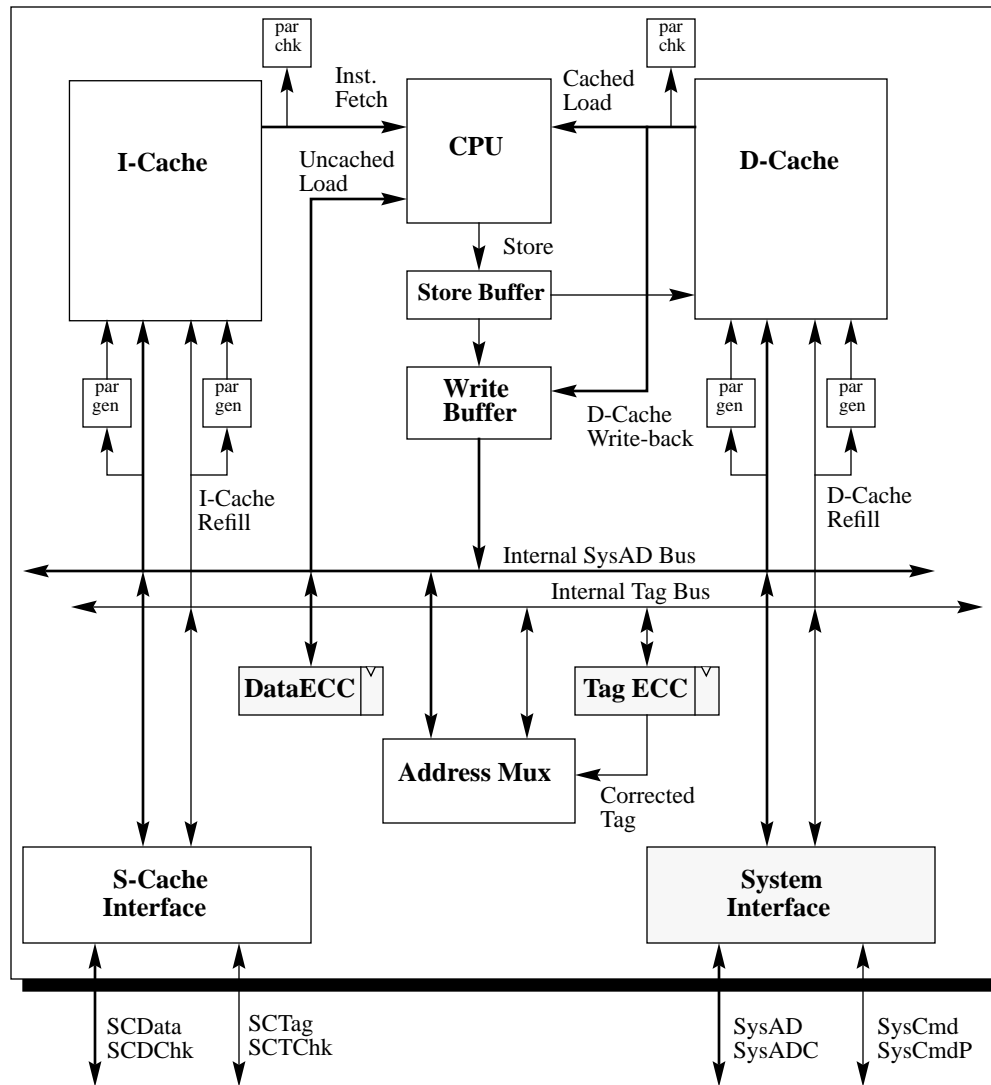 par
chk
par
chk
Inst.
Fetch
Cached
Load
I-Cache
CPU
D-Cache
Uncached
Load
Store
Store Buffer
par
gen
par
gen
Write
Buffer
par
gen
par
gen
D-Cache
Write-back
I-Cache
Refill
D-Cache
Refill
Internal SysAD Bus
Internal Tag Bus
DataECC
Tag ECC
Address Mux
Corrected
Tag
S-Cache
Interface
System
Interface
SCData
SCDChk
SCTag
SCTChk
SysAD
SysADC
SysCmd
SysCmdP